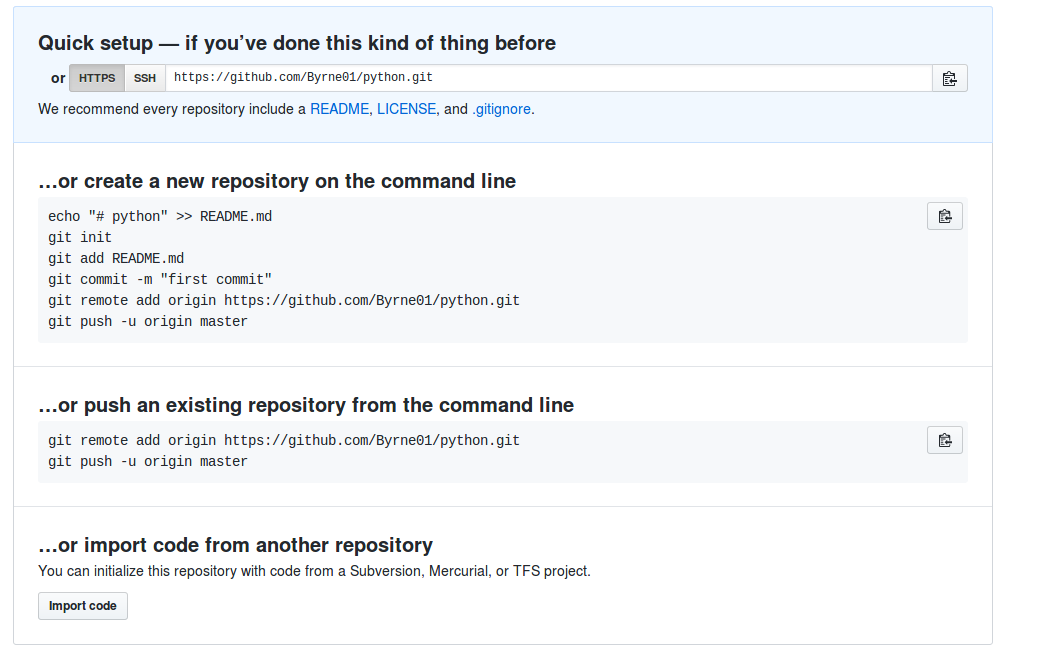 Quick setup — if you’ve done this kind of thing before
or HTTPS SSH https://github.com/Byrne01/python.git
We recommend every repository include a README, LICENSE, and .gitignore.
…or create a new repository on the command line
echo "# python" >> README.md
git init
git add README.md
git commit -m "first commit"
git remote add origin https://github.com/Byrne01/python.git
git push -u origin master
…or push an existing repository from the command line
git remote add origin https://github.com/Byrne01/python.git
git push -u origin master
…or import code from another repository
You can initialize this repository with code from a Subversion, Mercurial, or TFS project.
Import code